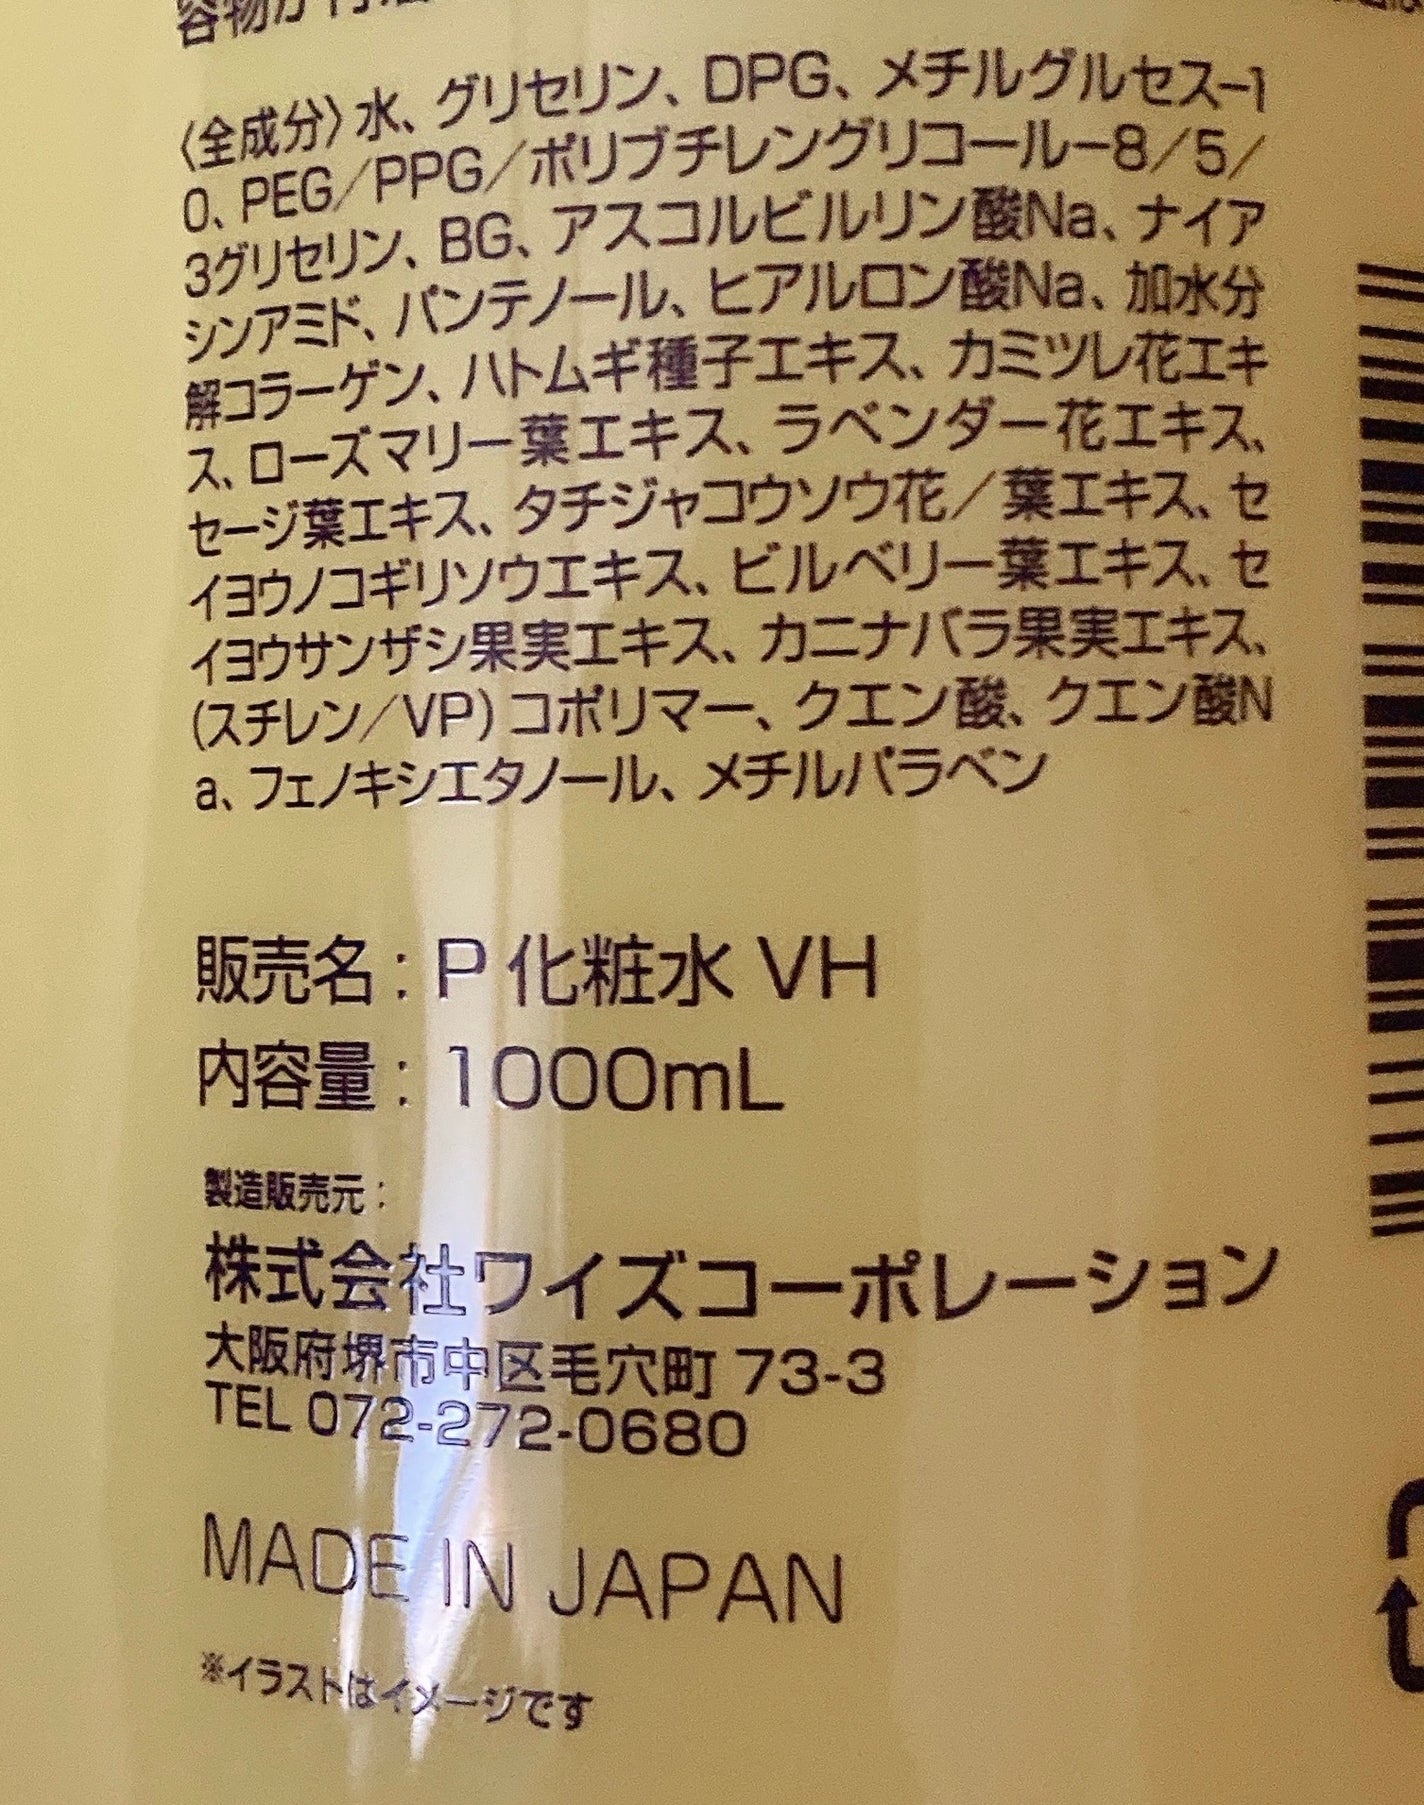 〈全成分〉水、グリセリン、DPG、メチルグルセス−1
0、PEG／PPG／ポリブチレングリコール−8／5／
3グリセリン、BG、アスコルビルリン酸Na、ナイア
シンアミド、パンテノール、ヒアルロン酸Na、加水分
解コラーゲン、ハトムギ種子エキス、カミツレ花エキ
ス、ローズマリー葉エキス、ラベンダー花エキス、
セージ葉エキス、タチジャコウソウ花／葉エキス、セ
イヨウノコギリソウエキス、ビルベリー葉エキス、セ
イヨウサンザシ果実エキス、カニナバラ果実エキス、
(スチレン／VP)コポリマー、クエン酸、クエン酸N
a、フェノキシエタノール、メチルパラベン
販売名：P 化粧水 VH
内容量：1000mL
製造販売元：
株式会社ワイズコーポレーション
大阪府堺市中区毛穴町 73-3
TEL 072-272-0680
MADE IN JAPAN
※イラストはイメージです